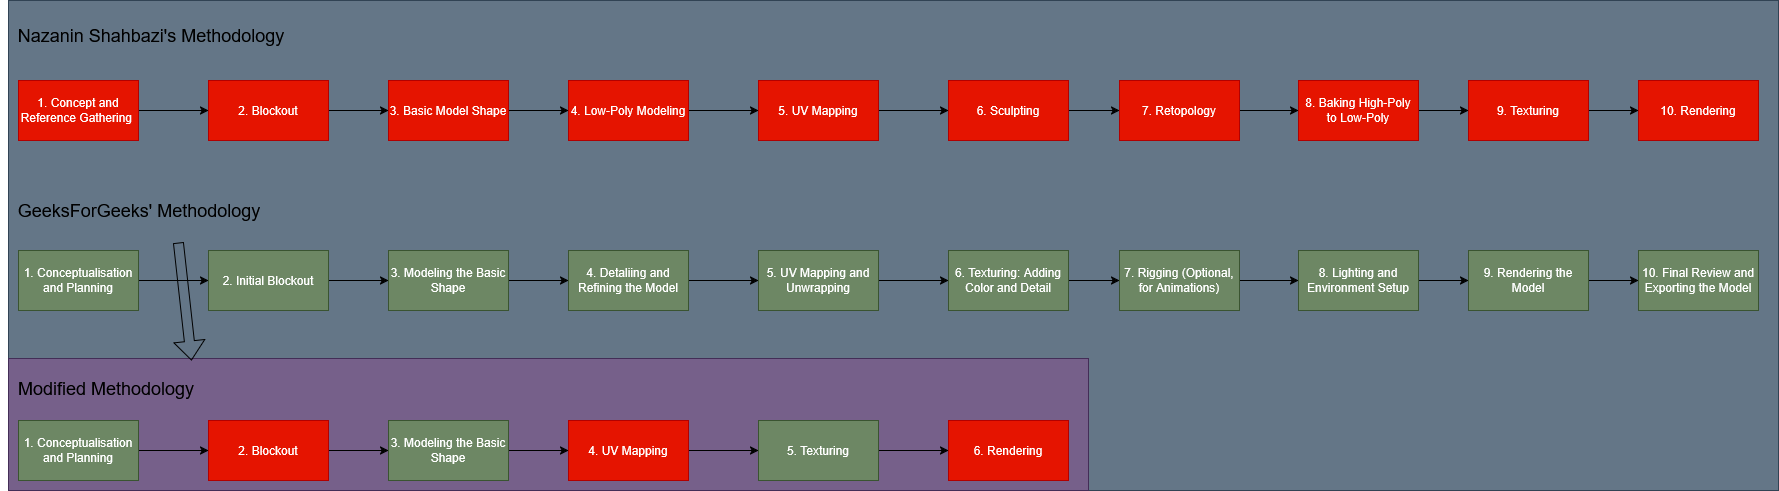 Nazanin Shahbazi's Methodology
1. Concept and
Reference Gathering
2. Blockout
3. Basic Model Shape
4. Low-Poly Modeling
5. UV Mapping
6. Sculpting
7. Retopology
8. Baking High-Poly
to Low-Poly
9. Texturing
10. Rendering
GeeksForGeeks' Methodology
1. Conceptualisation
and Planning
2. Initial Blockout
3. Modeling the Basic
Shape
4. Detaliing and
Refining the Model
5. UV Mapping and
Unwrapping
6. Texturing: Adding
Color and Detail
7. Rigging (Optional,
for Animations)
8. Lighting and
Environment Setup
9. Rendering the
Model
10. Final Review and
Exporting the Model
Modified Methodology
1. Conceptualisation
and Planning
2. Blockout
3. Modeling the Basic
Shape
4. UV Mapping
5. Texturing
6. Rendering